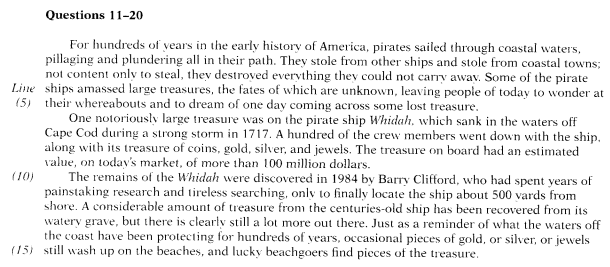 Questions 11–20
For hundreds of years in the early history of America, pirates sailed through coastal waters,
pillaging and plundering all in their path. They stole from other ships and stole from coastal towns;
not content only to steal, they destroyed everything they could not carry away. Some of the pirate
Line ships amassed large treasures, the fates of which are unknown, leaving people of today to wonder at
(5) their whereabouts and to dream of one day coming across some lost treasure.
One notoriously large treasure was on the pirate ship Whidah, which sank in the waters off
Cape Cod during a strong storm in 1717. A hundred of the crew members went down with the ship,
along with its treasure of coins, gold, silver, and jewels. The treasure on board had an estimated
value, on today's market, of more than 100 million dollars.
(10) The remains of the Whidah were discovered in 1984 by Barry Clifford, who had spent years of
painstaking research and tireless searching, only to finally locate the ship about 500 yards from
shore. A considerable amount of treasure from the centuries-old ship has been recovered from its
watery grave, but there is clearly still a lot more out there. Just as a reminder of what the waters off
the coast have been protecting for hundreds of years, occasional pieces of gold, or silver, or jewels
(15) still wash up on the beaches, and lucky beachgoers find pieces of the treasure.